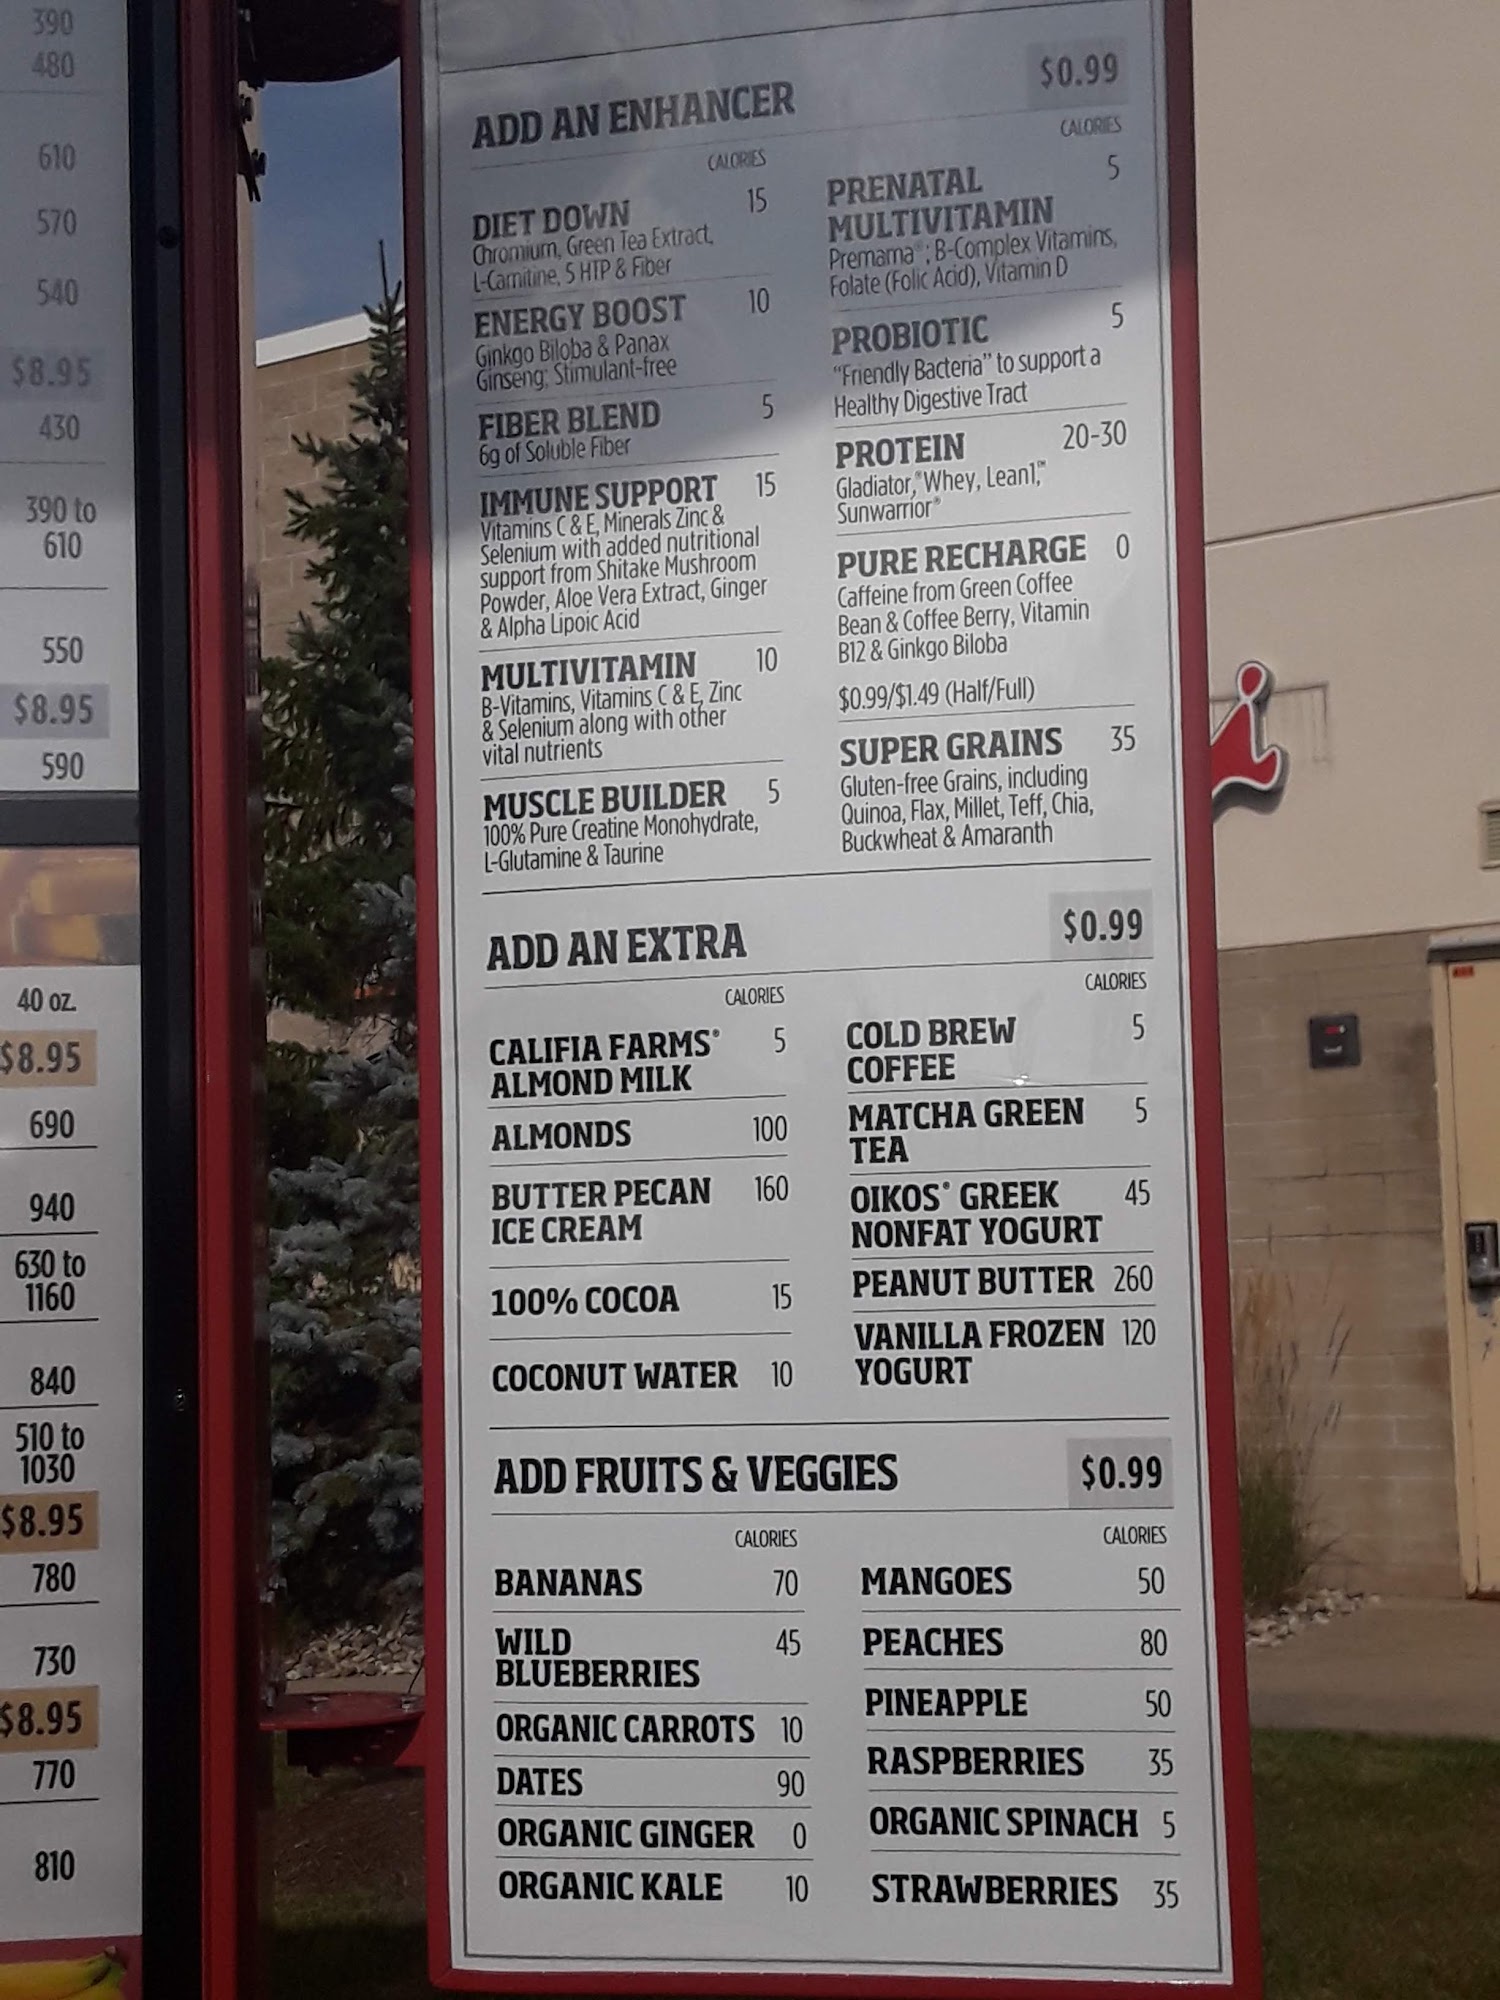 390
480
610
570
540
$8.95
430
390 to
610
550
$8.95
590
40 oz.
$8.95
690
940
630 to
1160
840
510 to
1030
$8.95
780
730
$8.95
770
810
ADD AN ENHANCER
$0.99
CALORIES
DIET DOWN 15
Chromium, Green Tea Extract,
L-Carnitine, 5 HTP & Fiber
ENERGY BOOST 10
Ginkgo Biloba & Panax
Ginseng; Stimulant-free
FIBER BLEND 5
6g of Soluble Fiber
IMMUNE SUPPORT 15
Vitamins C & E, Minerals Zinc &
Selenium with added nutritional
support from Shitake Mushroom
Powder, Aloe Vera Extract, Ginger
& Alpha Lipoic Acid
MULTIVITAMIN 10
B-Vitamins, Vitamins C & E, Zinc
& Selenium along with other
vital nutrients
MUSCLE BUILDER 5
100% Pure Creatine Monohydrate,
L-Glutamine & Taurine
CALORIES
PRENATAL 5
MULTIVITAMIN
Premama®; B-Complex Vitamins,
Folate (Folic Acid), Vitamin D
PROBIOTIC 5
"Friendly Bacteria" to support a
Healthy Digestive Tract
PROTEIN 20-30
Gladiator,® Whey, Lean1,™
Sunwarrior®
PURE RECHARGE 0
Caffeine from Green Coffee
Bean & Coffee Berry, Vitamin
B12 & Ginkgo Biloba
$0.99/$1.49 (Half/Full)
SUPER GRAINS 35
Gluten-free Grains, including
Quinoa, Flax, Millet, Teff, Chia,
Buckwheat & Amaranth
ADD AN EXTRA
$0.99
CALORIES
CALIFIA FARMS® 5
ALMOND MILK
ALMONDS 100
BUTTER PECAN 160
ICE CREAM
100% COCOA 15
COCONUT WATER 10
CALORIES
COLD BREW 5
COFFEE
MATCHA GREEN 5
TEA
OIKOS® GREEK 45
NONFAT YOGURT
PEANUT BUTTER 260
VANILLA FROZEN 120
YOGURT
ADD FRUITS & VEGGIES
$0.99
CALORIES
BANANAS 70
WILD 45
BLUEBERRIES
ORGANIC CARROTS 10
DATES 90
ORGANIC GINGER 0
ORGANIC KALE 10
CALORIES
MANGOES 50
PEACHES 80
PINEAPPLE 50
RASPBERRIES 35
ORGANIC SPINACH 5
STRAWBERRIES 35